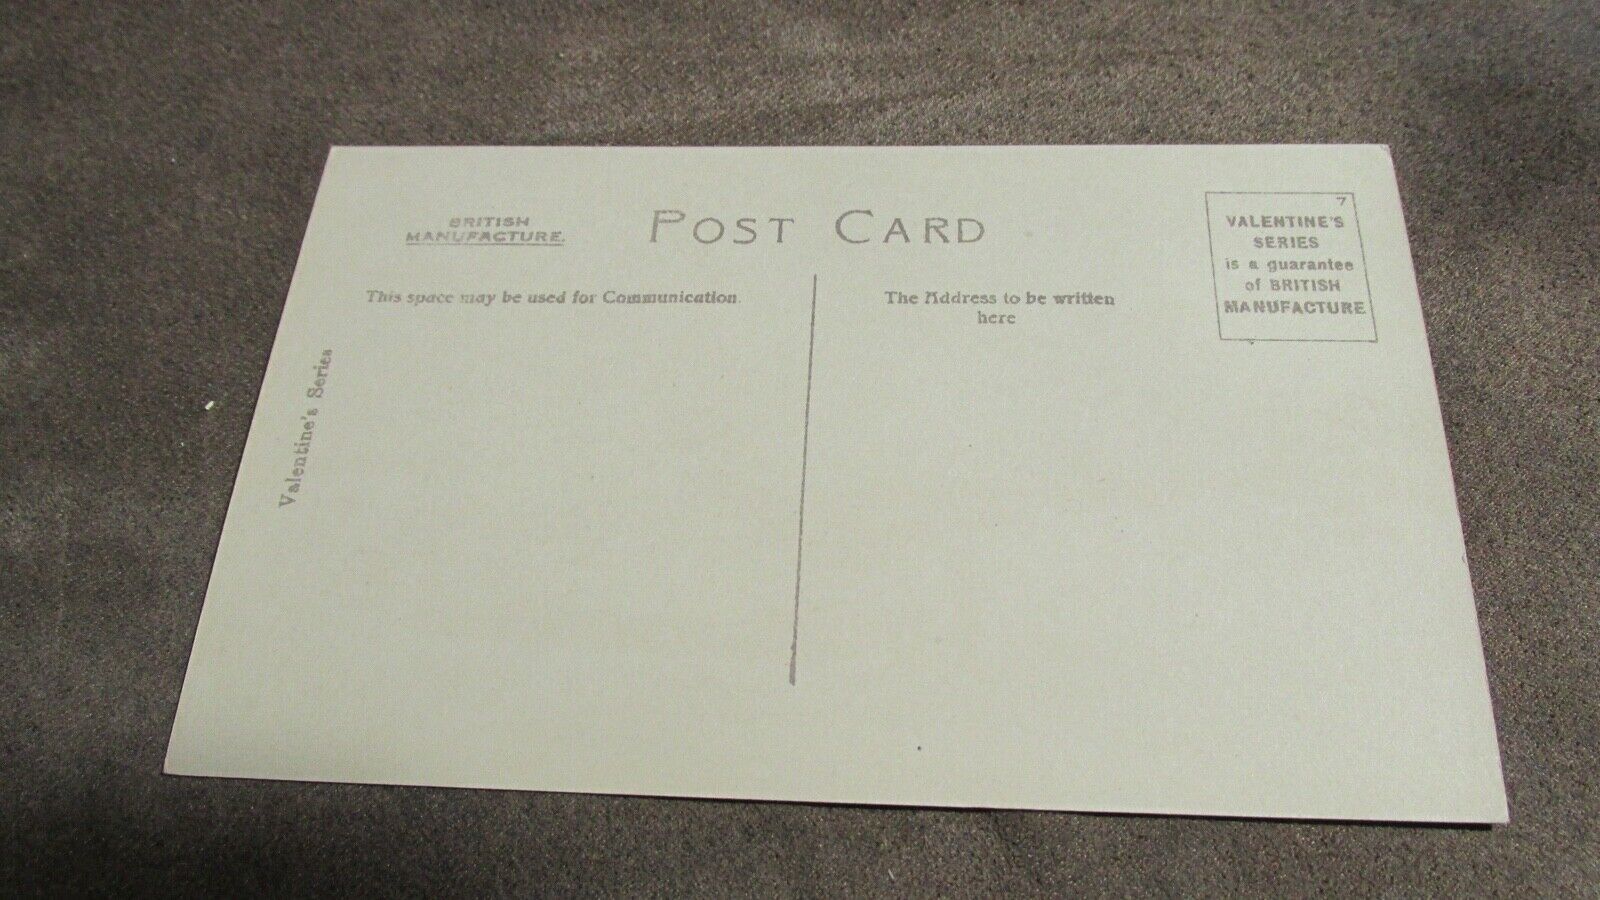 BRITISH
MANUFACTURE.
POST CARD
7
VALENTINE'S
SERIES
is a guarantee
of BRITISH
MANUFACTURE
This space may be used for Communication.
The Address to be written
here
Valentine's Series